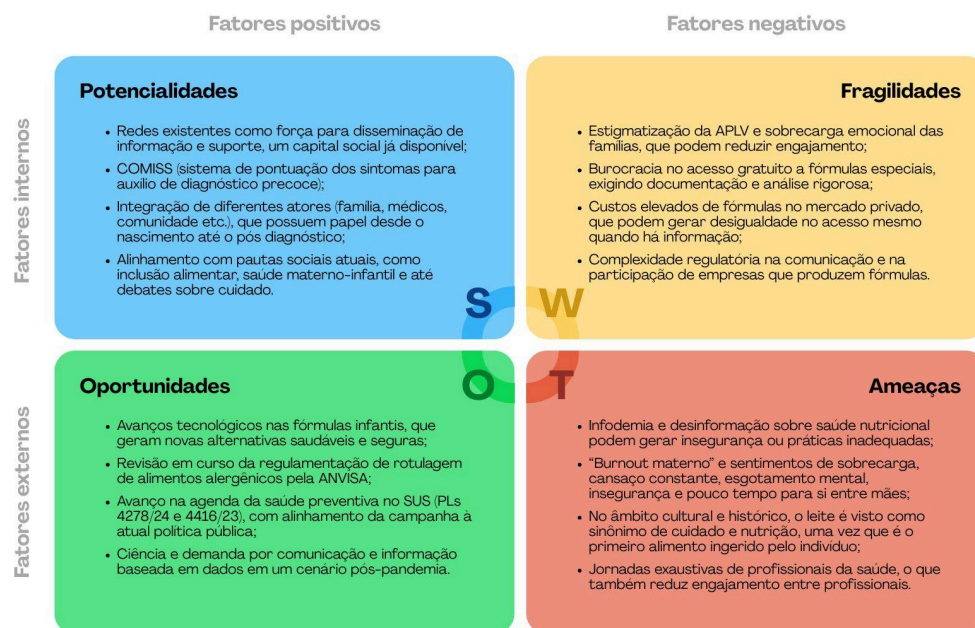 Fatores positivos
Fatores negativos
Fatores internos
Potencialidades
• Redes existentes como força para disseminação de
informação e suporte, um capital social já disponível;
• COMISS (sistema de pontuação dos sintomas para
auxílio de diagnóstico precoce);
• Integração de diferentes atores (família, médicos,
comunidade etc.), que possuem papel desde o
nascimento até o pós diagnóstico;
• Alinhamento com pautas sociais atuais, como
inclusão alimentar, saúde materno-infantil e até
debates sobre cuidado.
S
Fragilidades
• Estigmatização da APLV e sobrecarga emocional das
famílias, que podem reduzir engajamento;
• Burocracia no acesso gratuito a fórmulas especiais,
exigindo documentação e análise rigorosa;
• Custos elevados de fórmulas no mercado privado,
que podem gerar desigualdade no acesso mesmo
quando há informação;
• Complexidade regulatória na comunicação e na
participação de empresas que produzem fórmulas.
W
Fatores externos
Oportunidades
• Avanços tecnológicos nas fórmulas infantis, que
geram novas alternativas saudáveis e seguras;
• Revisão em curso da regulamentação de rotulagem
de alimentos alergênicos pela ANVISA;
• Avanço na agenda da saúde preventiva no SUS (PLs
4278/24 e 4416/23), com alinhamento da campanha à
atual política pública;
• Ciência e demanda por comunicação e informação
baseada em dados em um cenário pós-pandemia.
O
Ameaças
• Infodemia e desinformação sobre saúde nutricional
podem gerar insegurança ou práticas inadequadas;
• “Burnout materno” e sentimentos de sobrecarga,
cansaço constante, esgotamento mental,
insegurança e pouco tempo para si entre mães;
• No âmbito cultural e histórico, o leite é visto como
sinônimo de cuidado e nutrição, uma vez que é o
primeiro alimento ingerido pelo indivíduo;
• Jornadas exaustivas de profissionais da saúde, o que
também reduz engajamento entre profissionais.
T